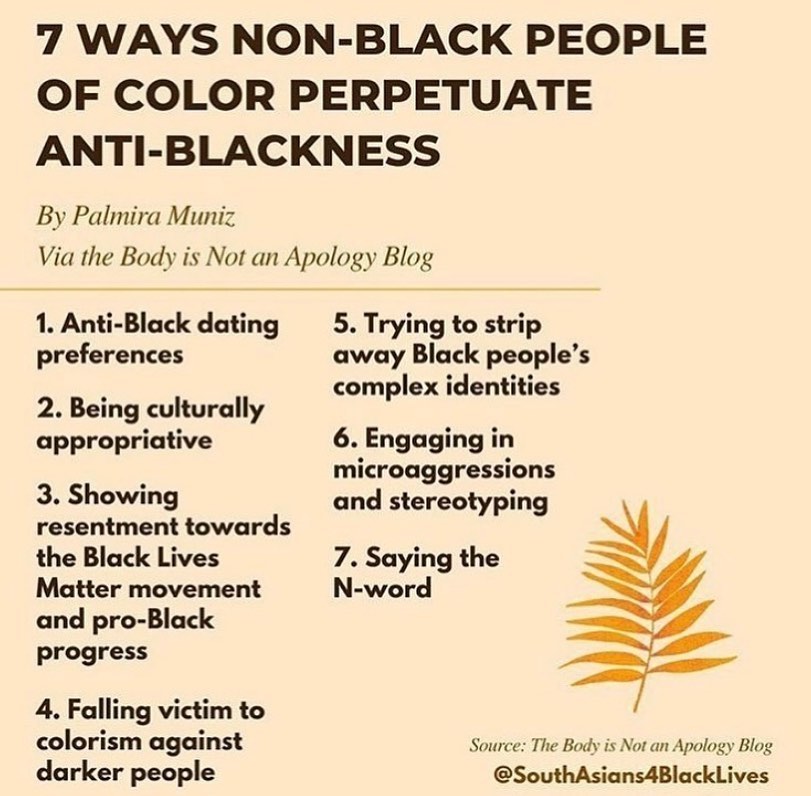 7 WAYS NON-BLACK PEOPLE
OF COLOR PERPETUATE
ANTI-BLACKNESS
By Palmira Muniz
Via the Body is Not an Apology Blog
1. Anti-Black dating
preferences
2. Being culturally
appropriative
3. Showing
resentment towards
the Black Lives
Matter movement
and pro-Black
progress
4. Falling victim to
colorism against
darker people
5. Trying to strip
away Black people's
complex identities
6. Engaging in
microaggressions
and stereotyping
7. Saying the
N-word
Source: The Body is Not an Apology Blog
@SouthAsians4BlackLives